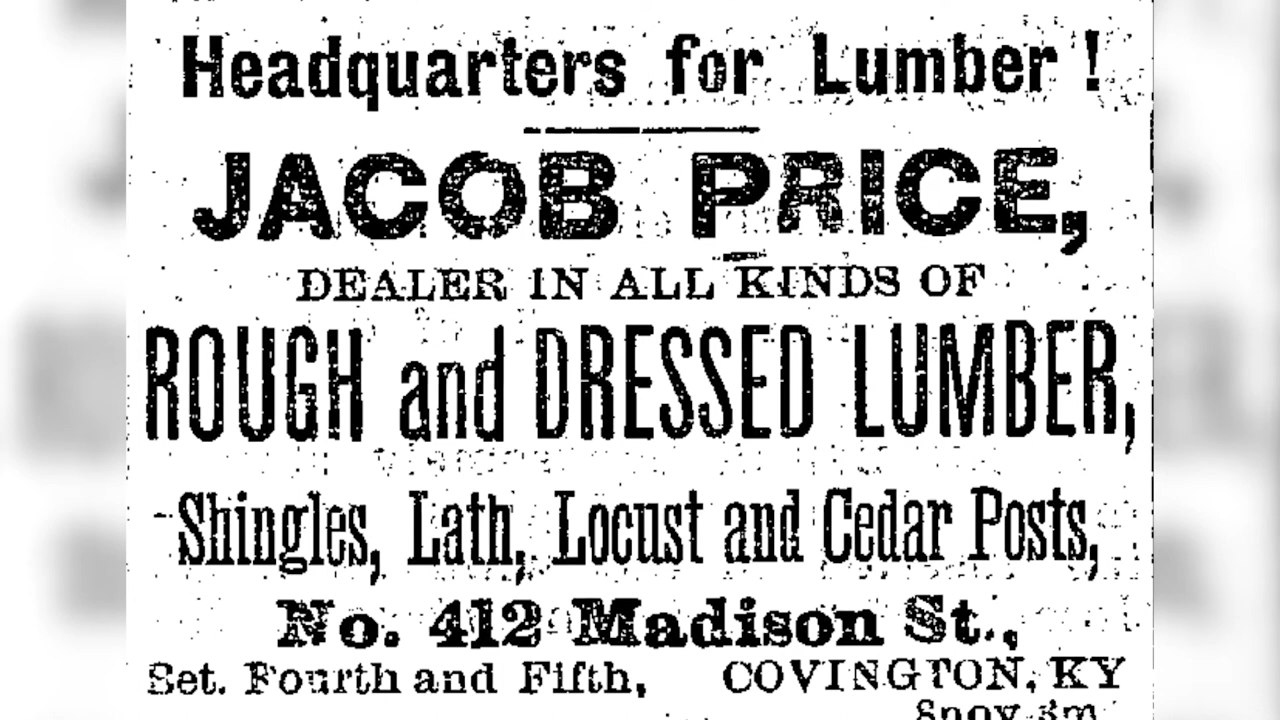 Headquarters for Lumber !
JACOB PRICE,
DEALER IN ALL KINDS OF
ROUGH and DRESSED LUMBER,
Shingles, Lath, Locust and Cedar Posts,
No. 412 Madison St.,
Bet. Fourth and Fifth, COVINGTON, KY